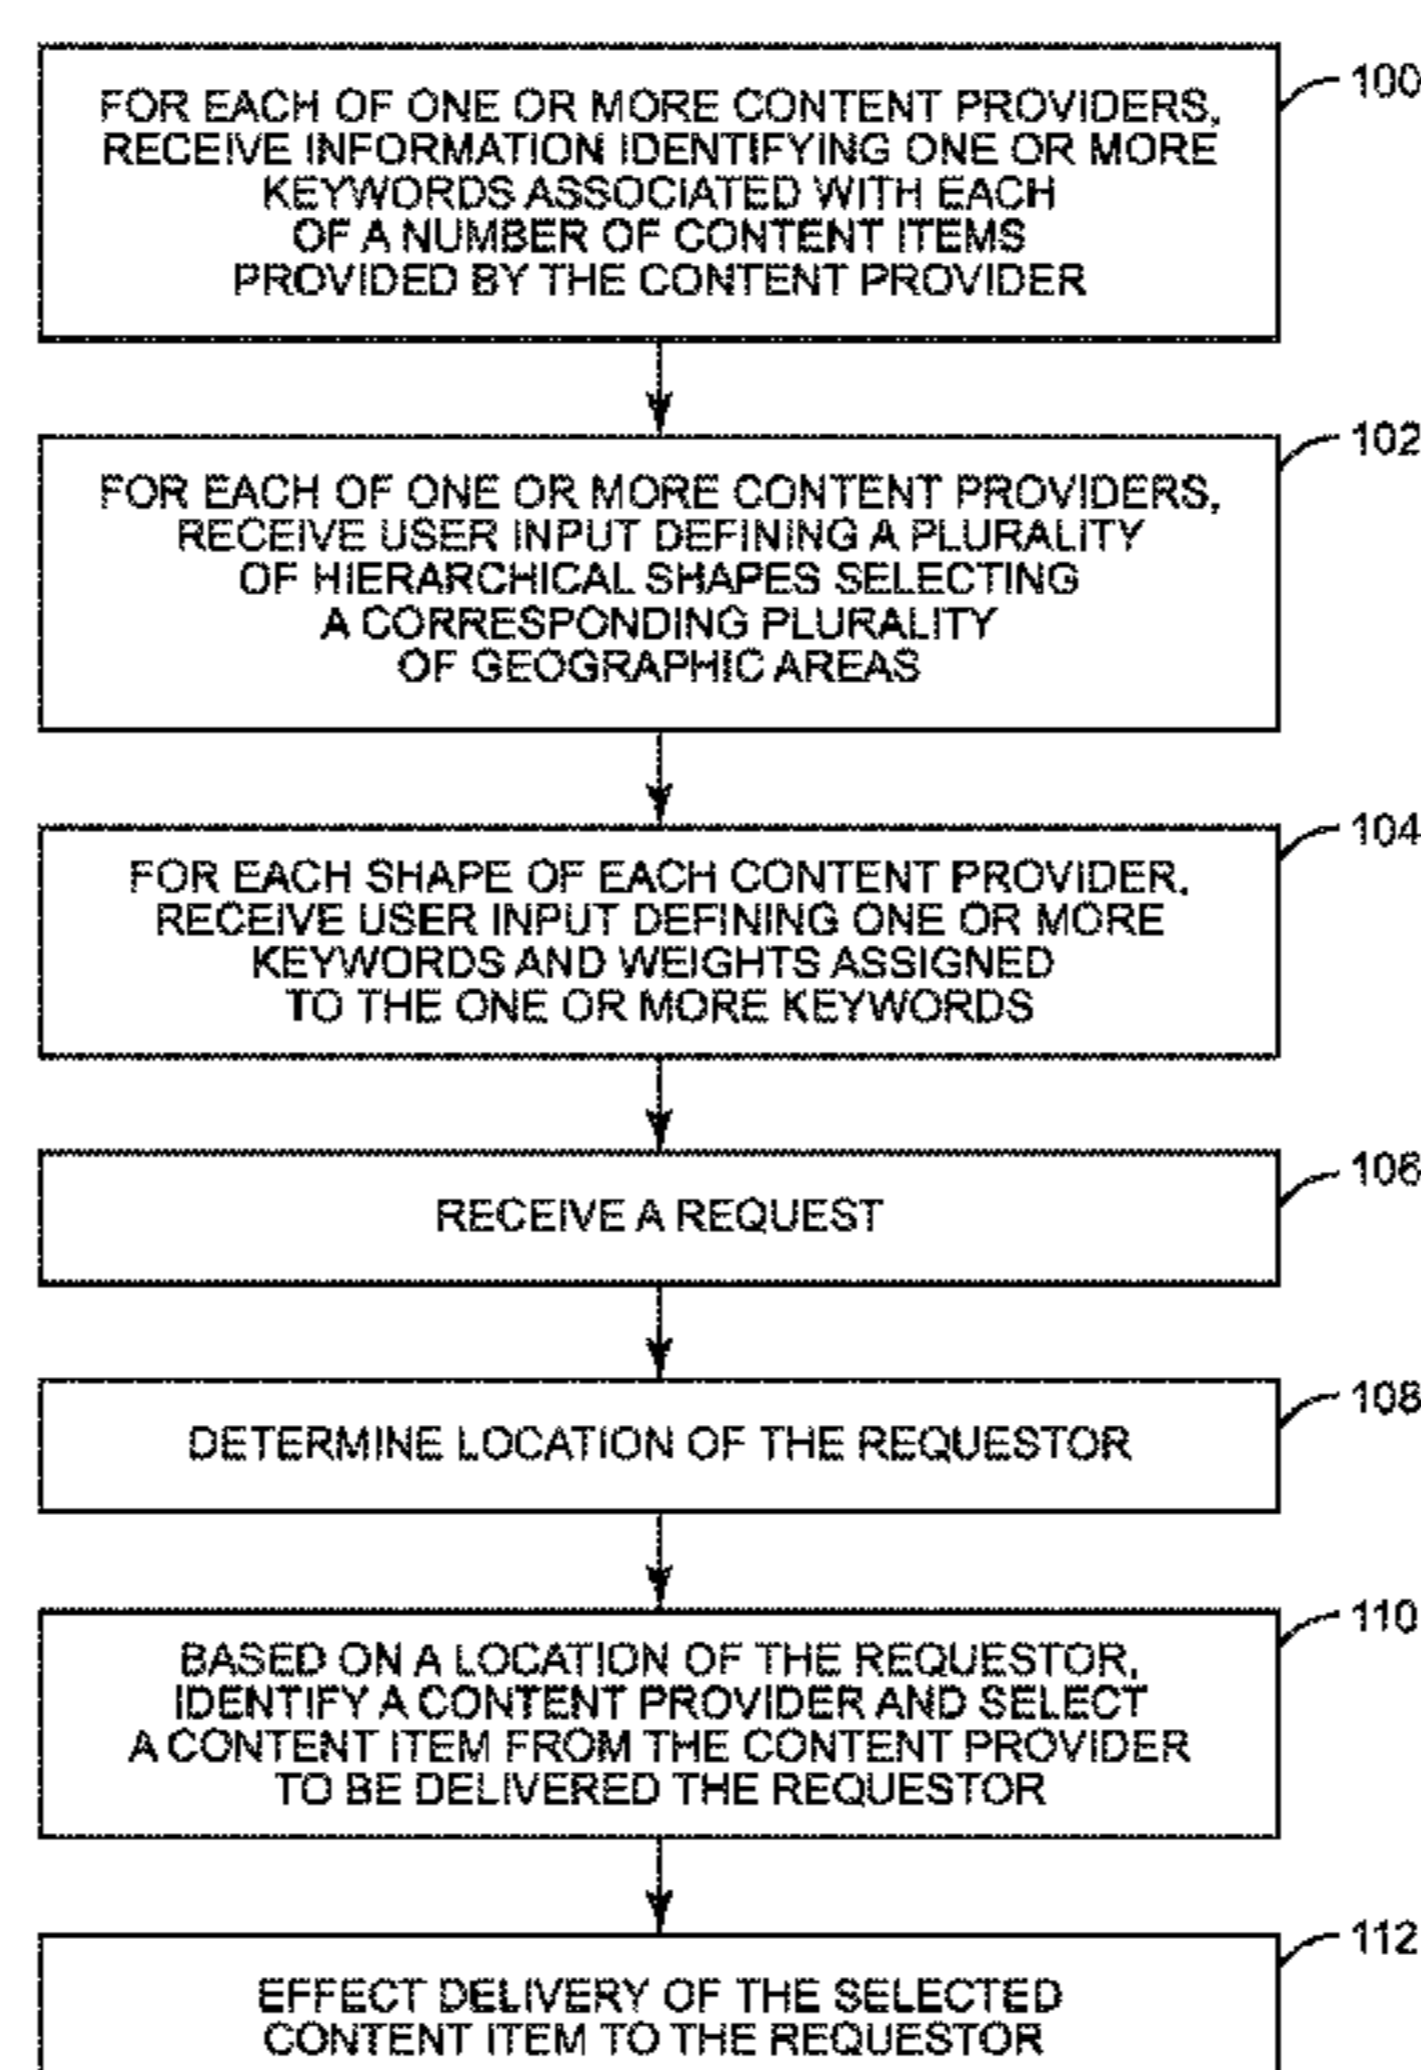 100
FOR EACH OF ONE OR MORE CONTENT PROVIDERS,
RECEIVE INFORMATION IDENTIFYING ONE OR MORE
KEYWORDS ASSOCIATED WITH EACH
OF A NUMBER OF CONTENT ITEMS
PROVIDED BY THE CONTENT PROVIDER
102
FOR EACH OF ONE OR MORE CONTENT PROVIDERS,
RECEIVE USER INPUT DEFINING A PLURALITY
OF HIERARCHICAL SHAPES SELECTING
A CORRESPONDING PLURALITY
OF GEOGRAPHIC AREAS
104
FOR EACH SHAPE OF EACH CONTENT PROVIDER,
RECEIVE USER INPUT DEFINING ONE OR MORE
KEYWORDS AND WEIGHTS ASSIGNED
TO THE ONE OR MORE KEYWORDS
106
RECEIVE A REQUEST
108
DETERMINE LOCATION OF THE REQUESTOR
110
BASED ON A LOCATION OF THE REQUESTOR,
IDENTIFY A CONTENT PROVIDER AND SELECT
A CONTENT ITEM FROM THE CONTENT PROVIDER
TO BE DELIVERED THE REQUESTOR
112
EFFECT DELIVERY OF THE SELECTED
CONTENT ITEM TO THE REQUESTOR